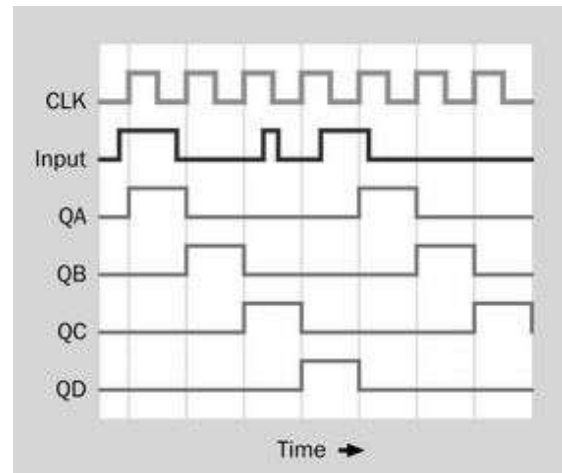 CLK
Input
QA
QB
QC
QD
Time →